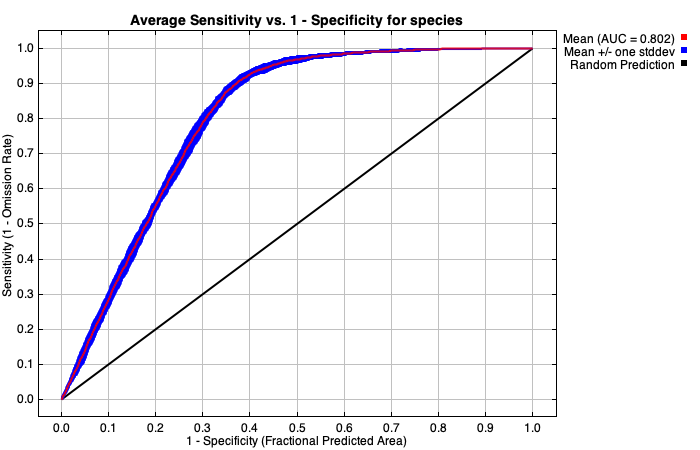 Average Sensitivity vs. 1 - Specificity for species
Mean (AUC = 0.802)
Mean +/- one stddev
Random Prediction
Sensitivity (1 - Omission Rate)
1.0
0.9
0.8
0.7
0.6
0.5
0.4
0.3
0.2
0.1
0.0
0.0 0.1 0.2 0.3 0.4 0.5 0.6 0.7 0.8 0.9 1.0
1 - Specificity (Fractional Predicted Area)